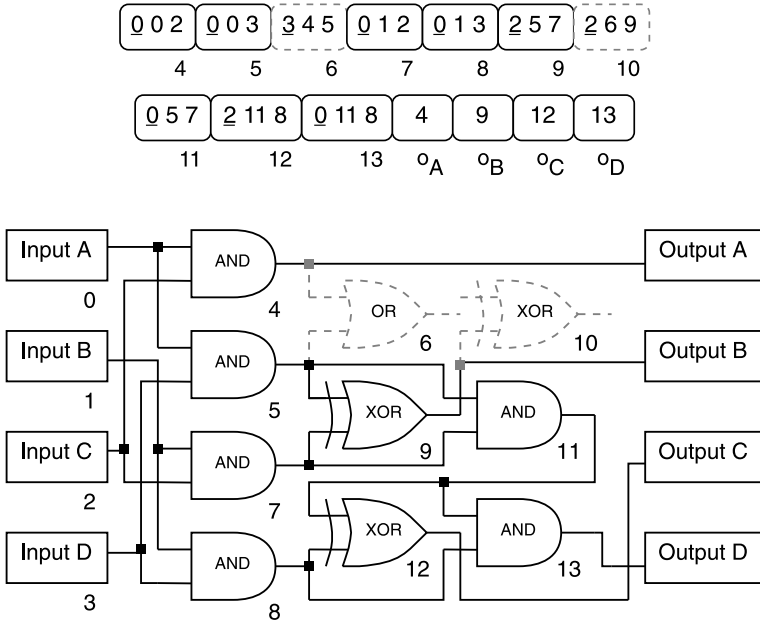 0 0 2 0 0 3 3 4 5 0 1 2 0 1 3 2 5 7 2 6 9
4 5 6 7 8 9 10
0 5 7 2 11 8 0 11 8 4 9 12 13
11 12 13 oA oB oC oD
Input A AND Output A
0 4
OR XOR
6 10
Input B AND Output B
1 5
XOR AND
9 11
Input C AND Output C
2 7
XOR AND
12 13
Input D AND Output D
3 8